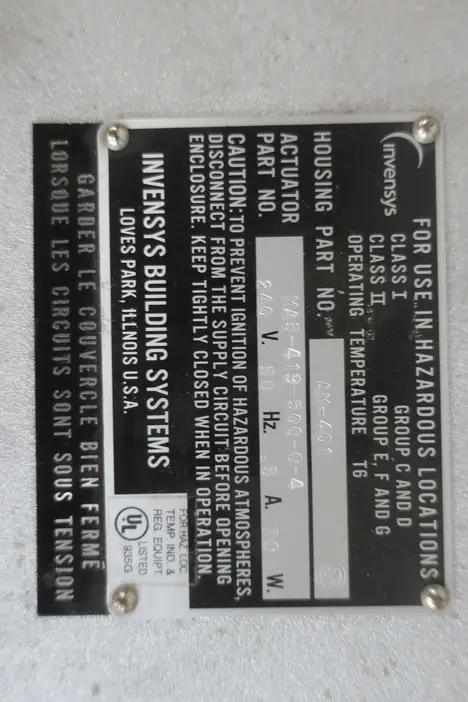 invensys
FOR USE IN HAZARDOUS LOCATIONS
CLASS I GROUP, C AND D
CLASS II GROUP E, F AND G
OPERATING TEMPERATURE T6
HOUSING PART NO. AM-401
ACTUATOR
PART NO. MA5-419-500-0-4
240 V. Hz. A. W.
CAUTION: TO PREVENT IGNITION OF HAZARDOUS ATMOSPHERES,
DISCONNECT FROM THE SUPPLY CIRCUIT BEFORE OPENING
ENCLOSURE. KEEP TIGHTLY CLOSED WHEN IN OPERATION.
INVENSYS BUILDING SYSTEMS
LOVES PARK, ILLINOIS U.S.A.
FOR HAZ. LOC.
TEMP. IND. &
REG. EQUIPT
UL LISTED
935G
GARDER LE COUVERCLE BIEN FERMÉ
LORSQUE LES CIRCUITS SONT SOUS TENSION